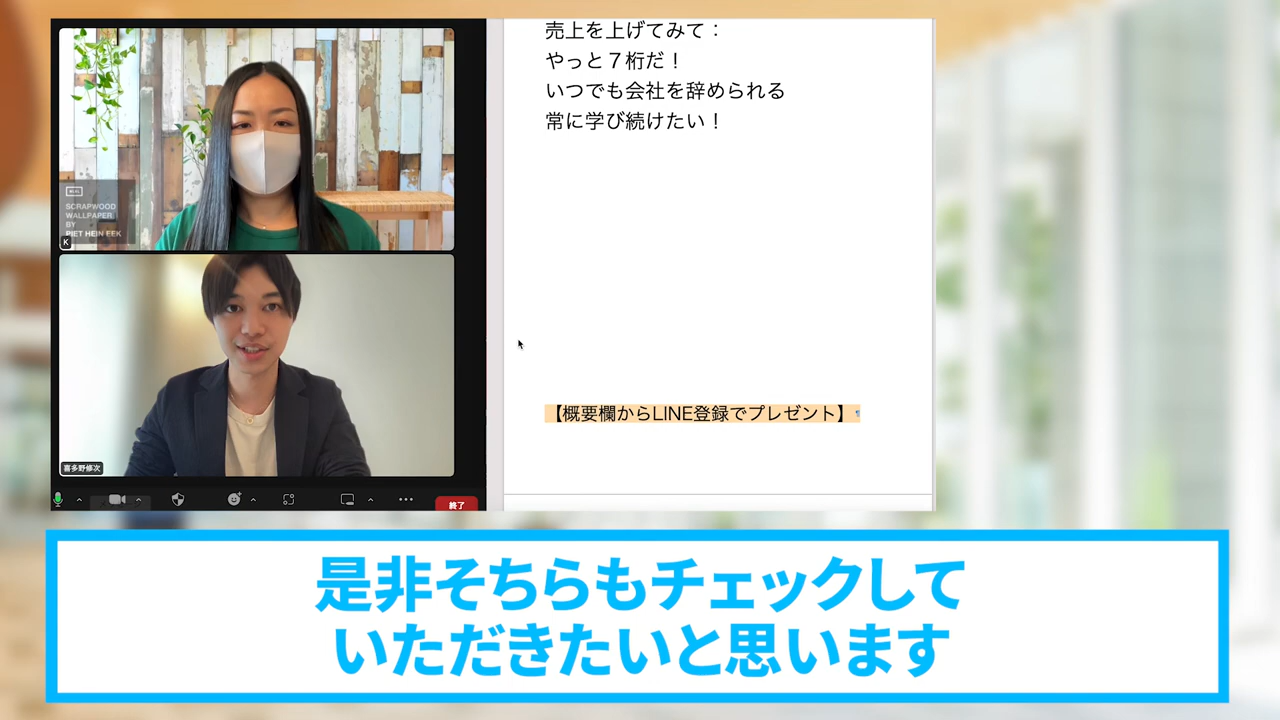 売上を上げてみて：
やっと７桁だ！
いつでも会社を辞められる
常に学び続けたい！
SCRAPWOOD
WALLPAPER
BY
PIET HEIN EEK
K
喜多野修次
終了
【概要欄からLINE登録でプレゼント】
是非そちらもチェックして
いただきたいと思います